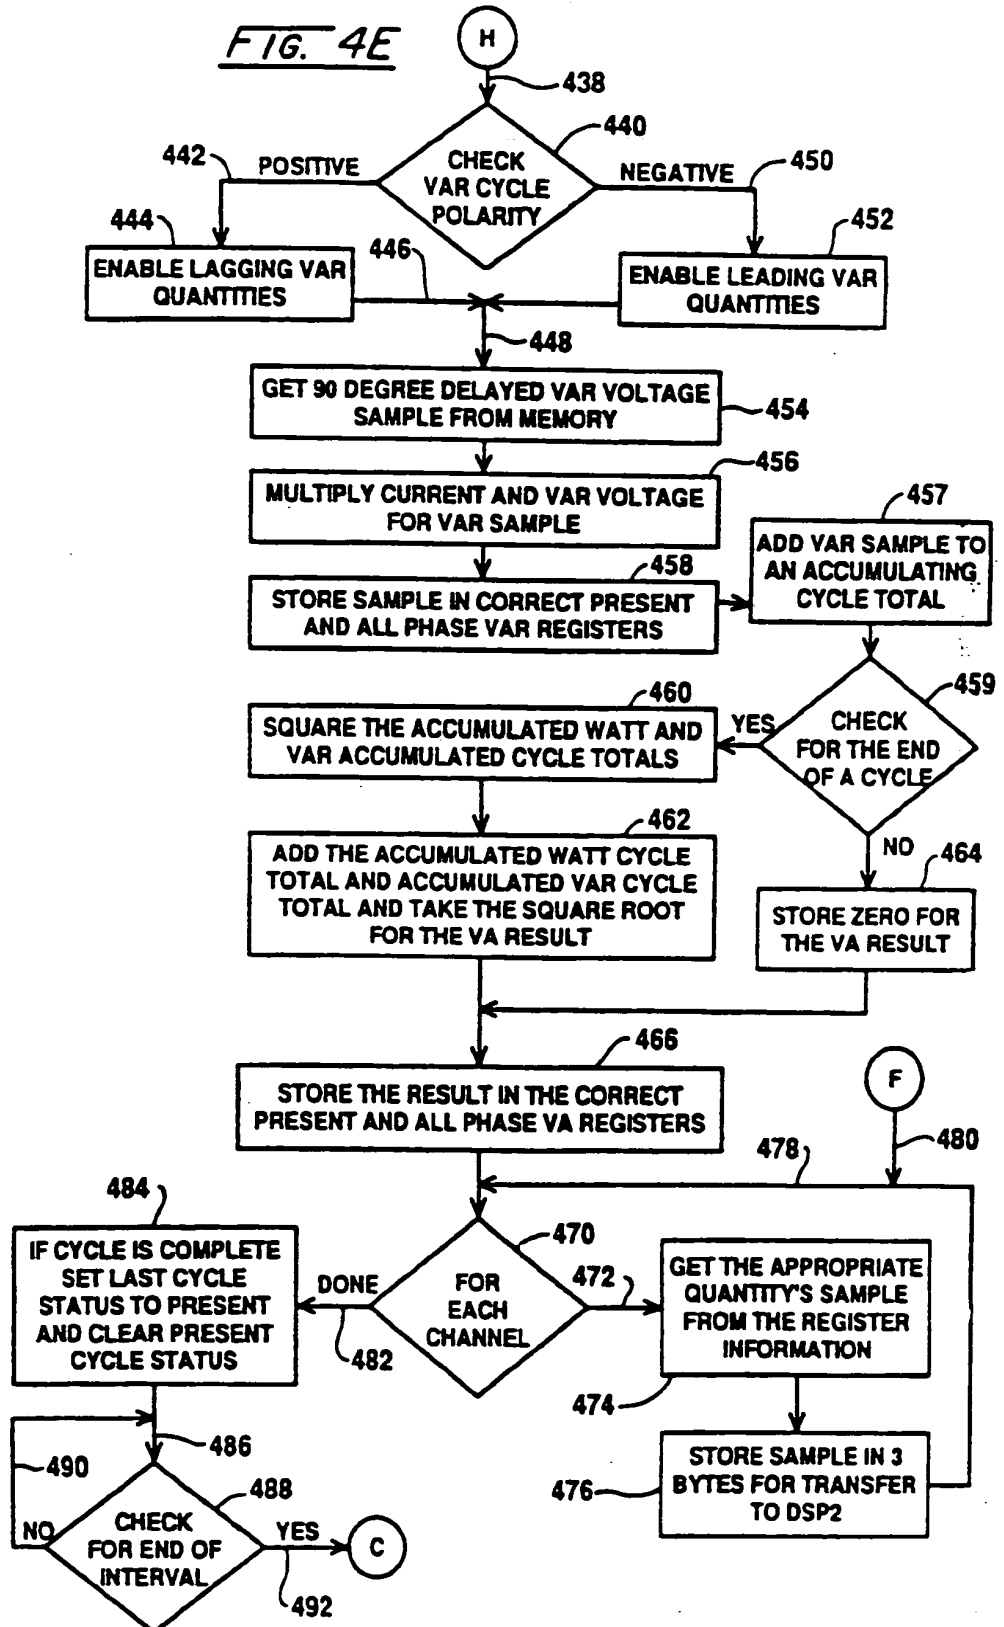 FIG. 4E
H
438
440
CHECK
VAR CYCLE
POLARITY
442
POSITIVE
NEGATIVE
450
444
ENABLE LAGGING VAR
QUANTITIES
446
452
ENABLE LEADING VAR
QUANTITIES
448
GET 90 DEGREE DELAYED VAR VOLTAGE
SAMPLE FROM MEMORY
454
456
MULTIPLY CURRENT AND VAR VOLTAGE
FOR VAR SAMPLE
457
ADD VAR SAMPLE TO
AN ACCUMULATING
CYCLE TOTAL
458
STORE SAMPLE IN CORRECT PRESENT
AND ALL PHASE VAR REGISTERS
459
CHECK
FOR THE END
OF A CYCLE
YES
NO
460
SQUARE THE ACCUMULATED WATT AND
VAR ACCUMULATED CYCLE TOTALS
462
ADD THE ACCUMULATED WATT CYCLE
TOTAL AND ACCUMULATED VAR CYCLE
TOTAL AND TAKE THE SQUARE ROOT
FOR THE VA RESULT
464
STORE ZERO FOR
THE VA RESULT
466
STORE THE RESULT IN THE CORRECT
PRESENT AND ALL PHASE VA REGISTERS
F
480
478
470
FOR
EACH
CHANNEL
472
GET THE APPROPRIATE
QUANTITY'S SAMPLE
FROM THE REGISTER
INFORMATION
474
476
STORE SAMPLE IN 3
BYTES FOR TRANSFER
TO DSP2
DONE
482
484
IF CYCLE IS COMPLETE
SET LAST CYCLE
STATUS TO PRESENT
AND CLEAR PRESENT
CYCLE STATUS
486
490
488
CHECK
FOR END OF
INTERVAL
NO
YES
492
C